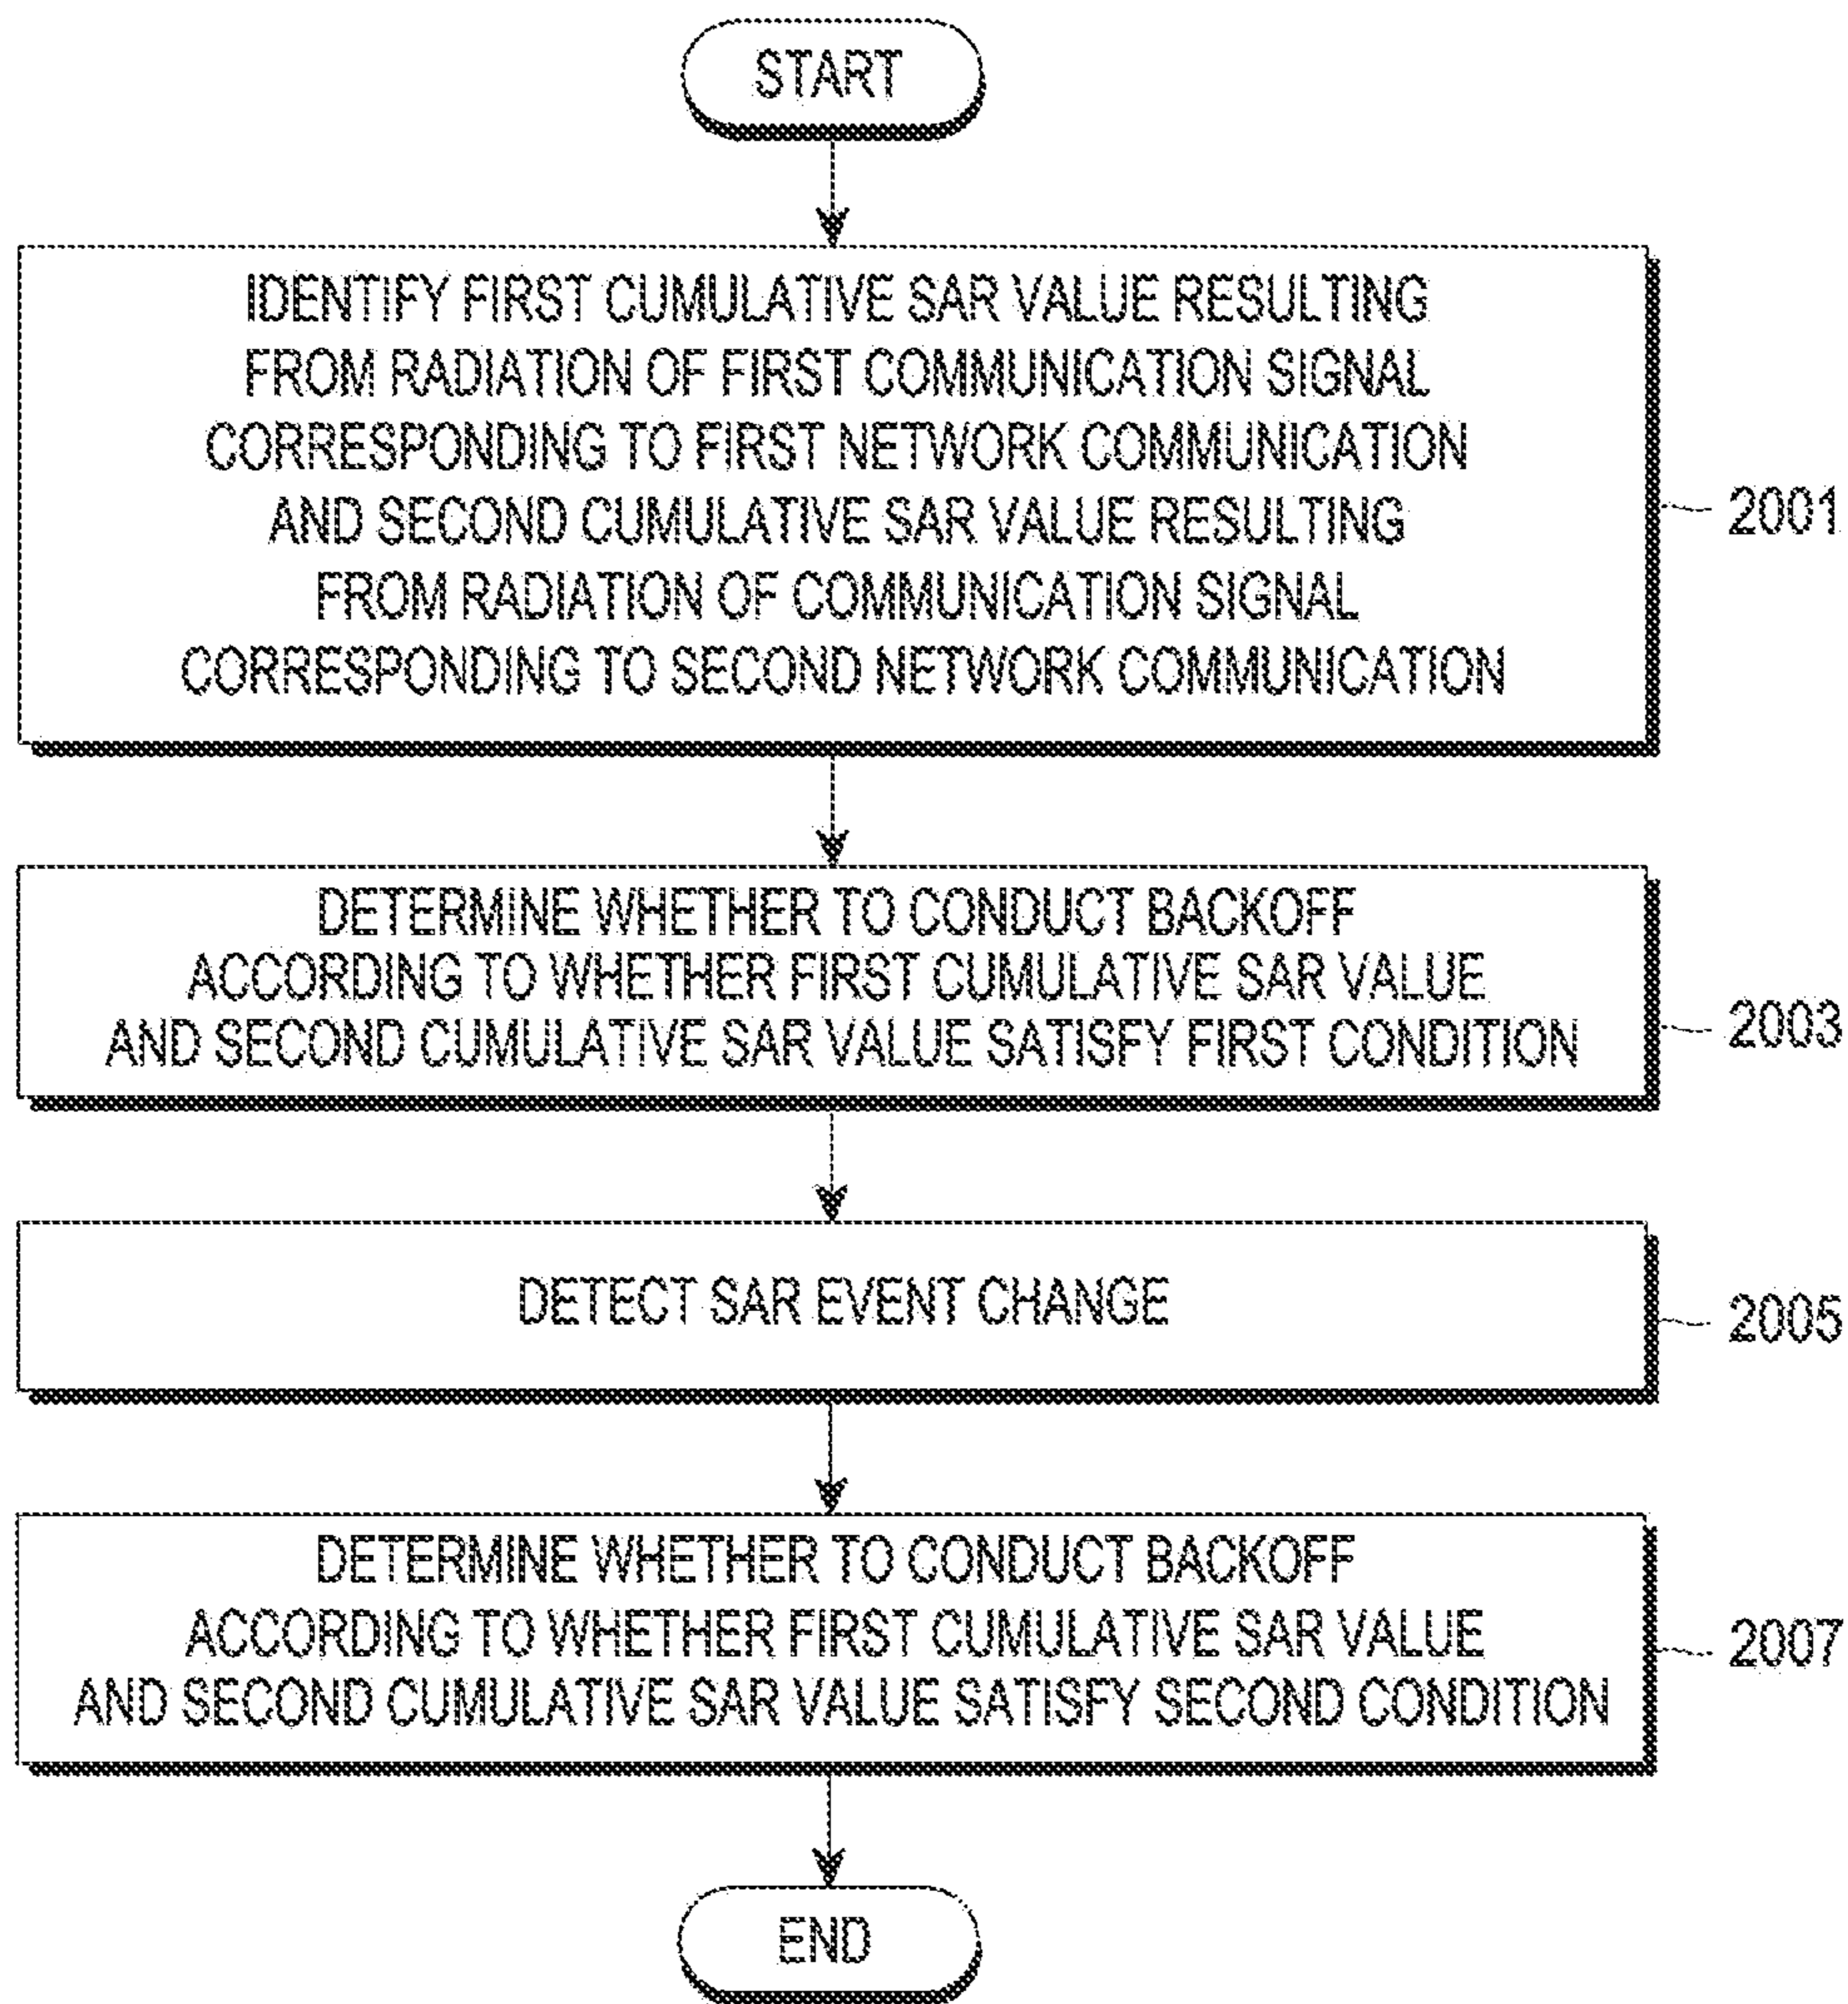 START
IDENTIFY FIRST CUMULATIVE SAR VALUE RESULTING
FROM RADIATION OF FIRST COMMUNICATION SIGNAL
CORRESPONDING TO FIRST NETWORK COMMUNICATION
AND SECOND CUMULATIVE SAR VALUE RESULTING
FROM RADIATION OF COMMUNICATION SIGNAL
CORRESPONDING TO SECOND NETWORK COMMUNICATION
2001
DETERMINE WHETHER TO CONDUCT BACKOFF
ACCORDING TO WHETHER FIRST CUMULATIVE SAR VALUE
AND SECOND CUMULATIVE SAR VALUE SATISFY FIRST CONDITION
2003
DETECT SAR EVENT CHANGE
2005
DETERMINE WHETHER TO CONDUCT BACKOFF
ACCORDING TO WHETHER FIRST CUMULATIVE SAR VALUE
AND SECOND CUMULATIVE SAR VALUE SATISFY SECOND CONDITION
2007
END